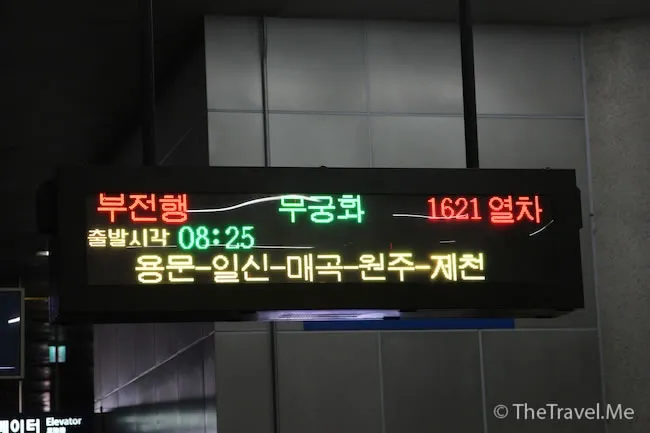 부전행 무궁화 1621 열차
출발시각 08:25
용문-일신-매곡-원주-제천
Elevator
© TheTravel.Me